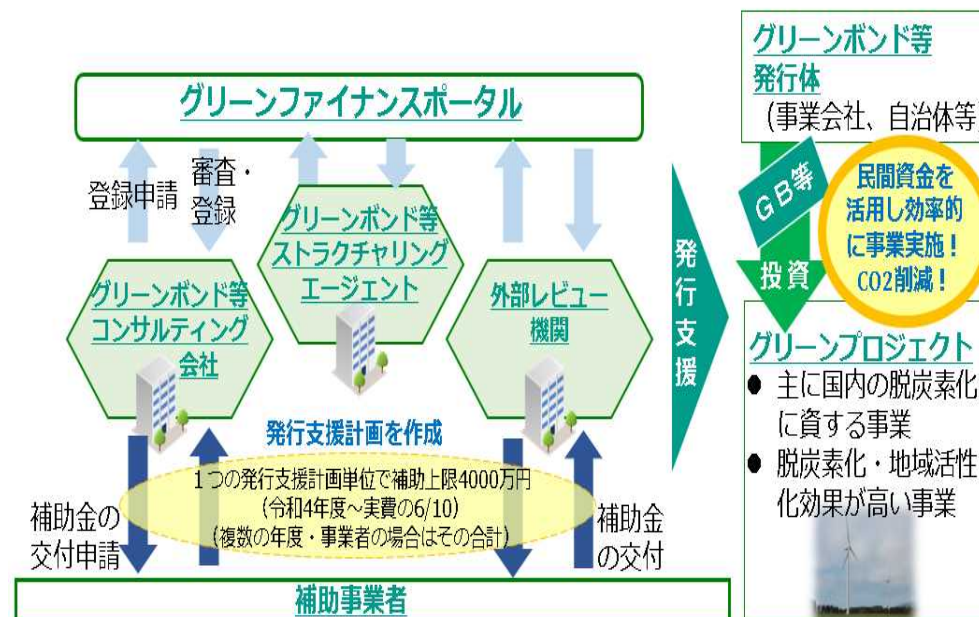 グリーンファイナンスポータル
登録申請
審査・
登録
グリーンボンド等
コンサルティング
会社
グリーンボンド等
ストラクチャリング
エージェント
外部レビュー
機関
発行支援計画を作成
1つの発行支援計画単位で補助上限4000万円
(令和4年度～実費の6/10)
(複数の年度・事業者の場合はその合計)
補助金の
交付申請
補助金
の交付
補助事業者
発行支援
グリーンボンド等
発行体
(事業会社、自治体等)
GB等
投資
民間資金を
活用し効率的
に事業実施！
CO2削減！
グリーンプロジェクト
● 主に国内の脱炭素化
に資する事業
● 脱炭素化・地域活性
化効果が高い事業